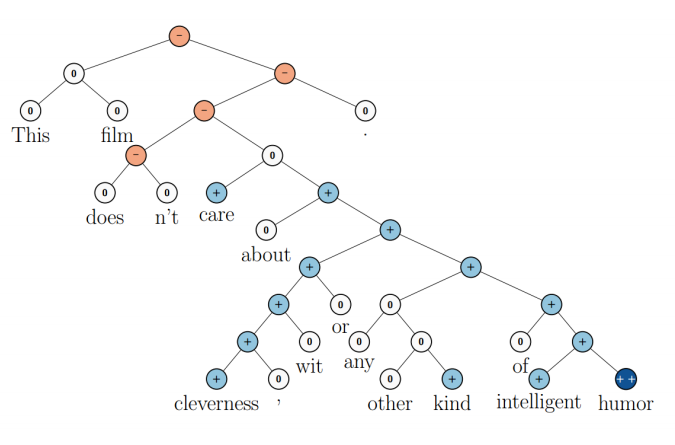 −
0 −
0 0 − 0
This film .
− 0
0 0 + +
does n't care
0 +
about
+ +
+ 0 0 +
or
+ 0 0 0 0 +
wit any of
+ 0 0 + + ++
cleverness , other kind intelligent humor